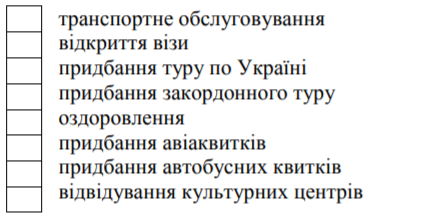 транспортне обслуговування
відкриття візи
придбання туру по Україні
придбання закордонного туру
оздоровлення
придбання авіаквитків
придбання автобусних квитків
відвідування культурних центрів